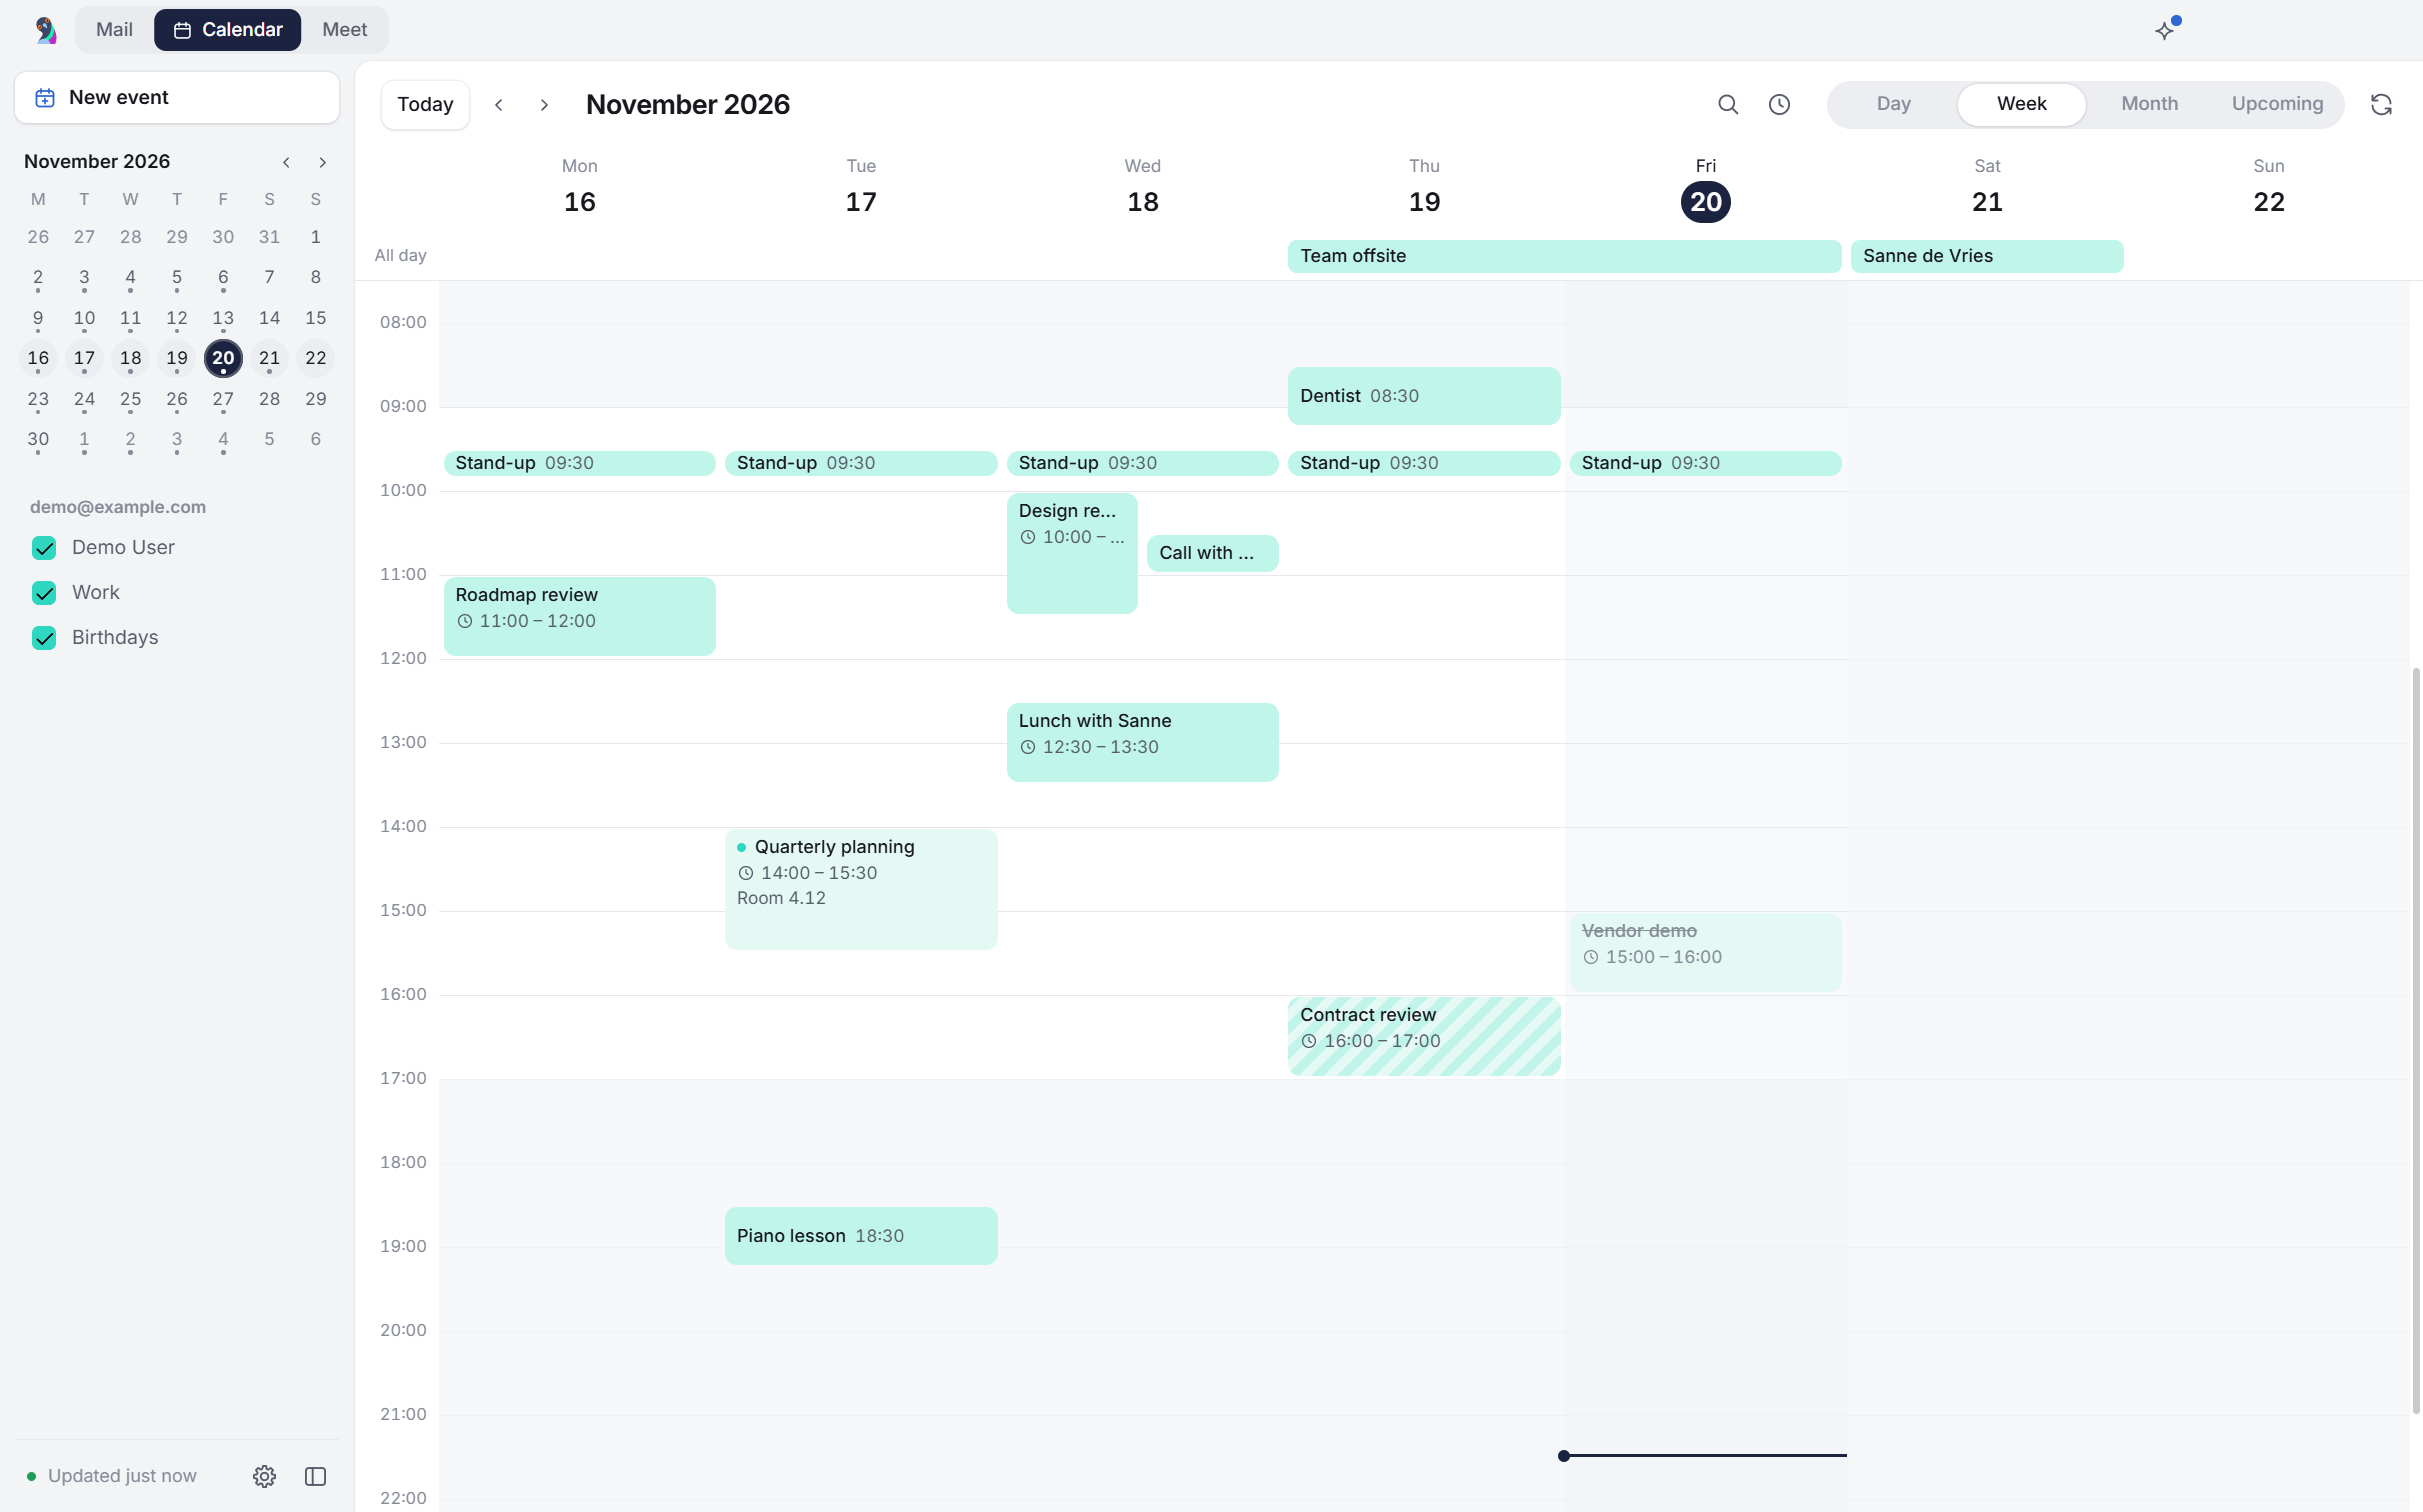 Mail
Calendar
Meet
New event
November 2026
M T W T F S S
26 27 28 29 30 31 1
2 3 4 5 6 7 8
9 10 11 12 13 14 15
16 17 18 19 20 21 22
23 24 25 26 27 28 29
30 1 2 3 4 5 6
demo@example.com
Demo User
Work
Birthdays
Updated just now
Today
November 2026
Day
Week
Month
Upcoming
Mon Tue Wed Thu Fri Sat Sun
16 17 18 19 20 21 22
All day
Team offsite
Sanne de Vries
08:00
Dentist 08:30
09:00
Stand-up 09:30
Stand-up 09:30
Stand-up 09:30
Stand-up 09:30
Stand-up 09:30
10:00
Design re...
10:00 – ...
Call with ...
11:00
Roadmap review
11:00 – 12:00
12:00
Lunch with Sanne
12:30 – 13:30
13:00
14:00
Quarterly planning
14:00 – 15:30
Room 4.12
15:00
Vendor demo
15:00 – 16:00
16:00
Contract review
16:00 – 17:00
17:00
18:00
Piano lesson 18:30
19:00
20:00
21:00
22:00